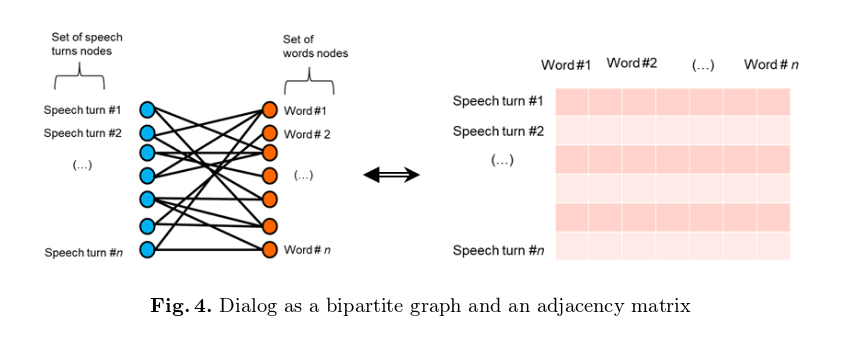 Set of speech
turns nodes
Set of
words nodes
Speech turn #1
Speech turn #2
(...)
Speech turn #n
Word#1
Word# 2
(...)
Word# n
Word#1 Word#2 (...) Word# n
Speech turn #1
Speech turn #2
(...)
Speech turn #n
Fig. 4. Dialog as a bipartite graph and an adjacency matrix